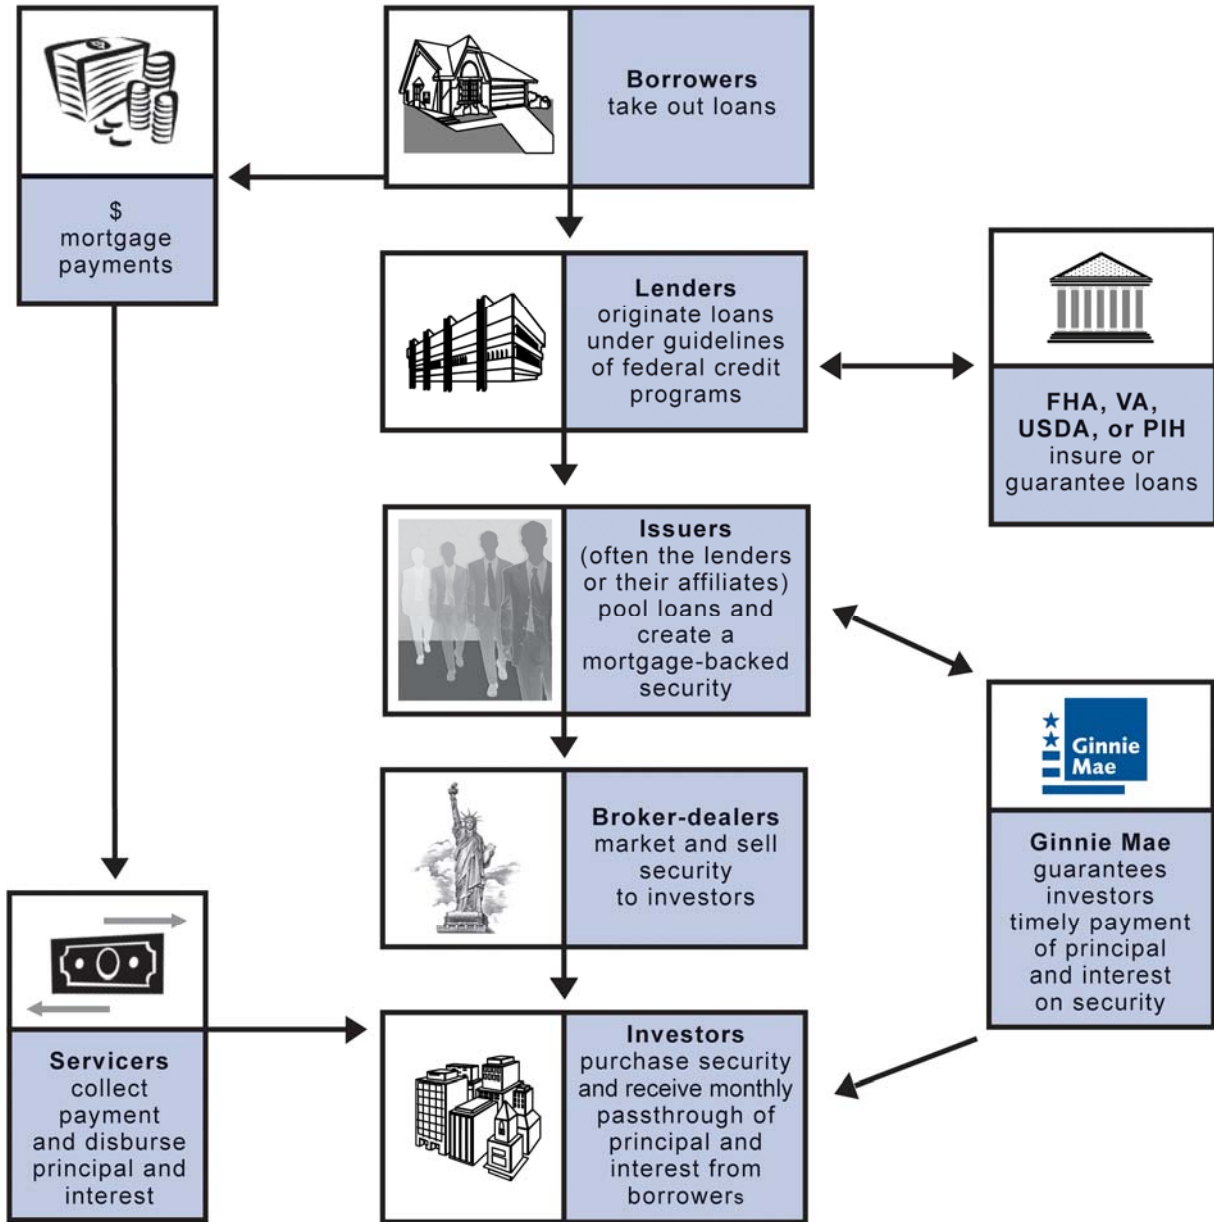 Borrowers
take out loans
$
mortgage
payments
Lenders
originate loans
under guidelines
of federal credit
programs
FHA, VA,
USDA, or PIH
insure or
guarantee loans
Issuers
(often the lenders
or their affiliates)
pool loans and
create a
mortgage-backed
security
Ginnie
Mae
Ginnie Mae
guarantees
investors
timely payment
of principal
and interest
on security
Broker-dealers
market and sell
security
to investors
Servicers
collect
payment
and disburse
principal and
interest
Investors
purchase security
and receive monthly
passthrough of
principal and
interest from
borrowers